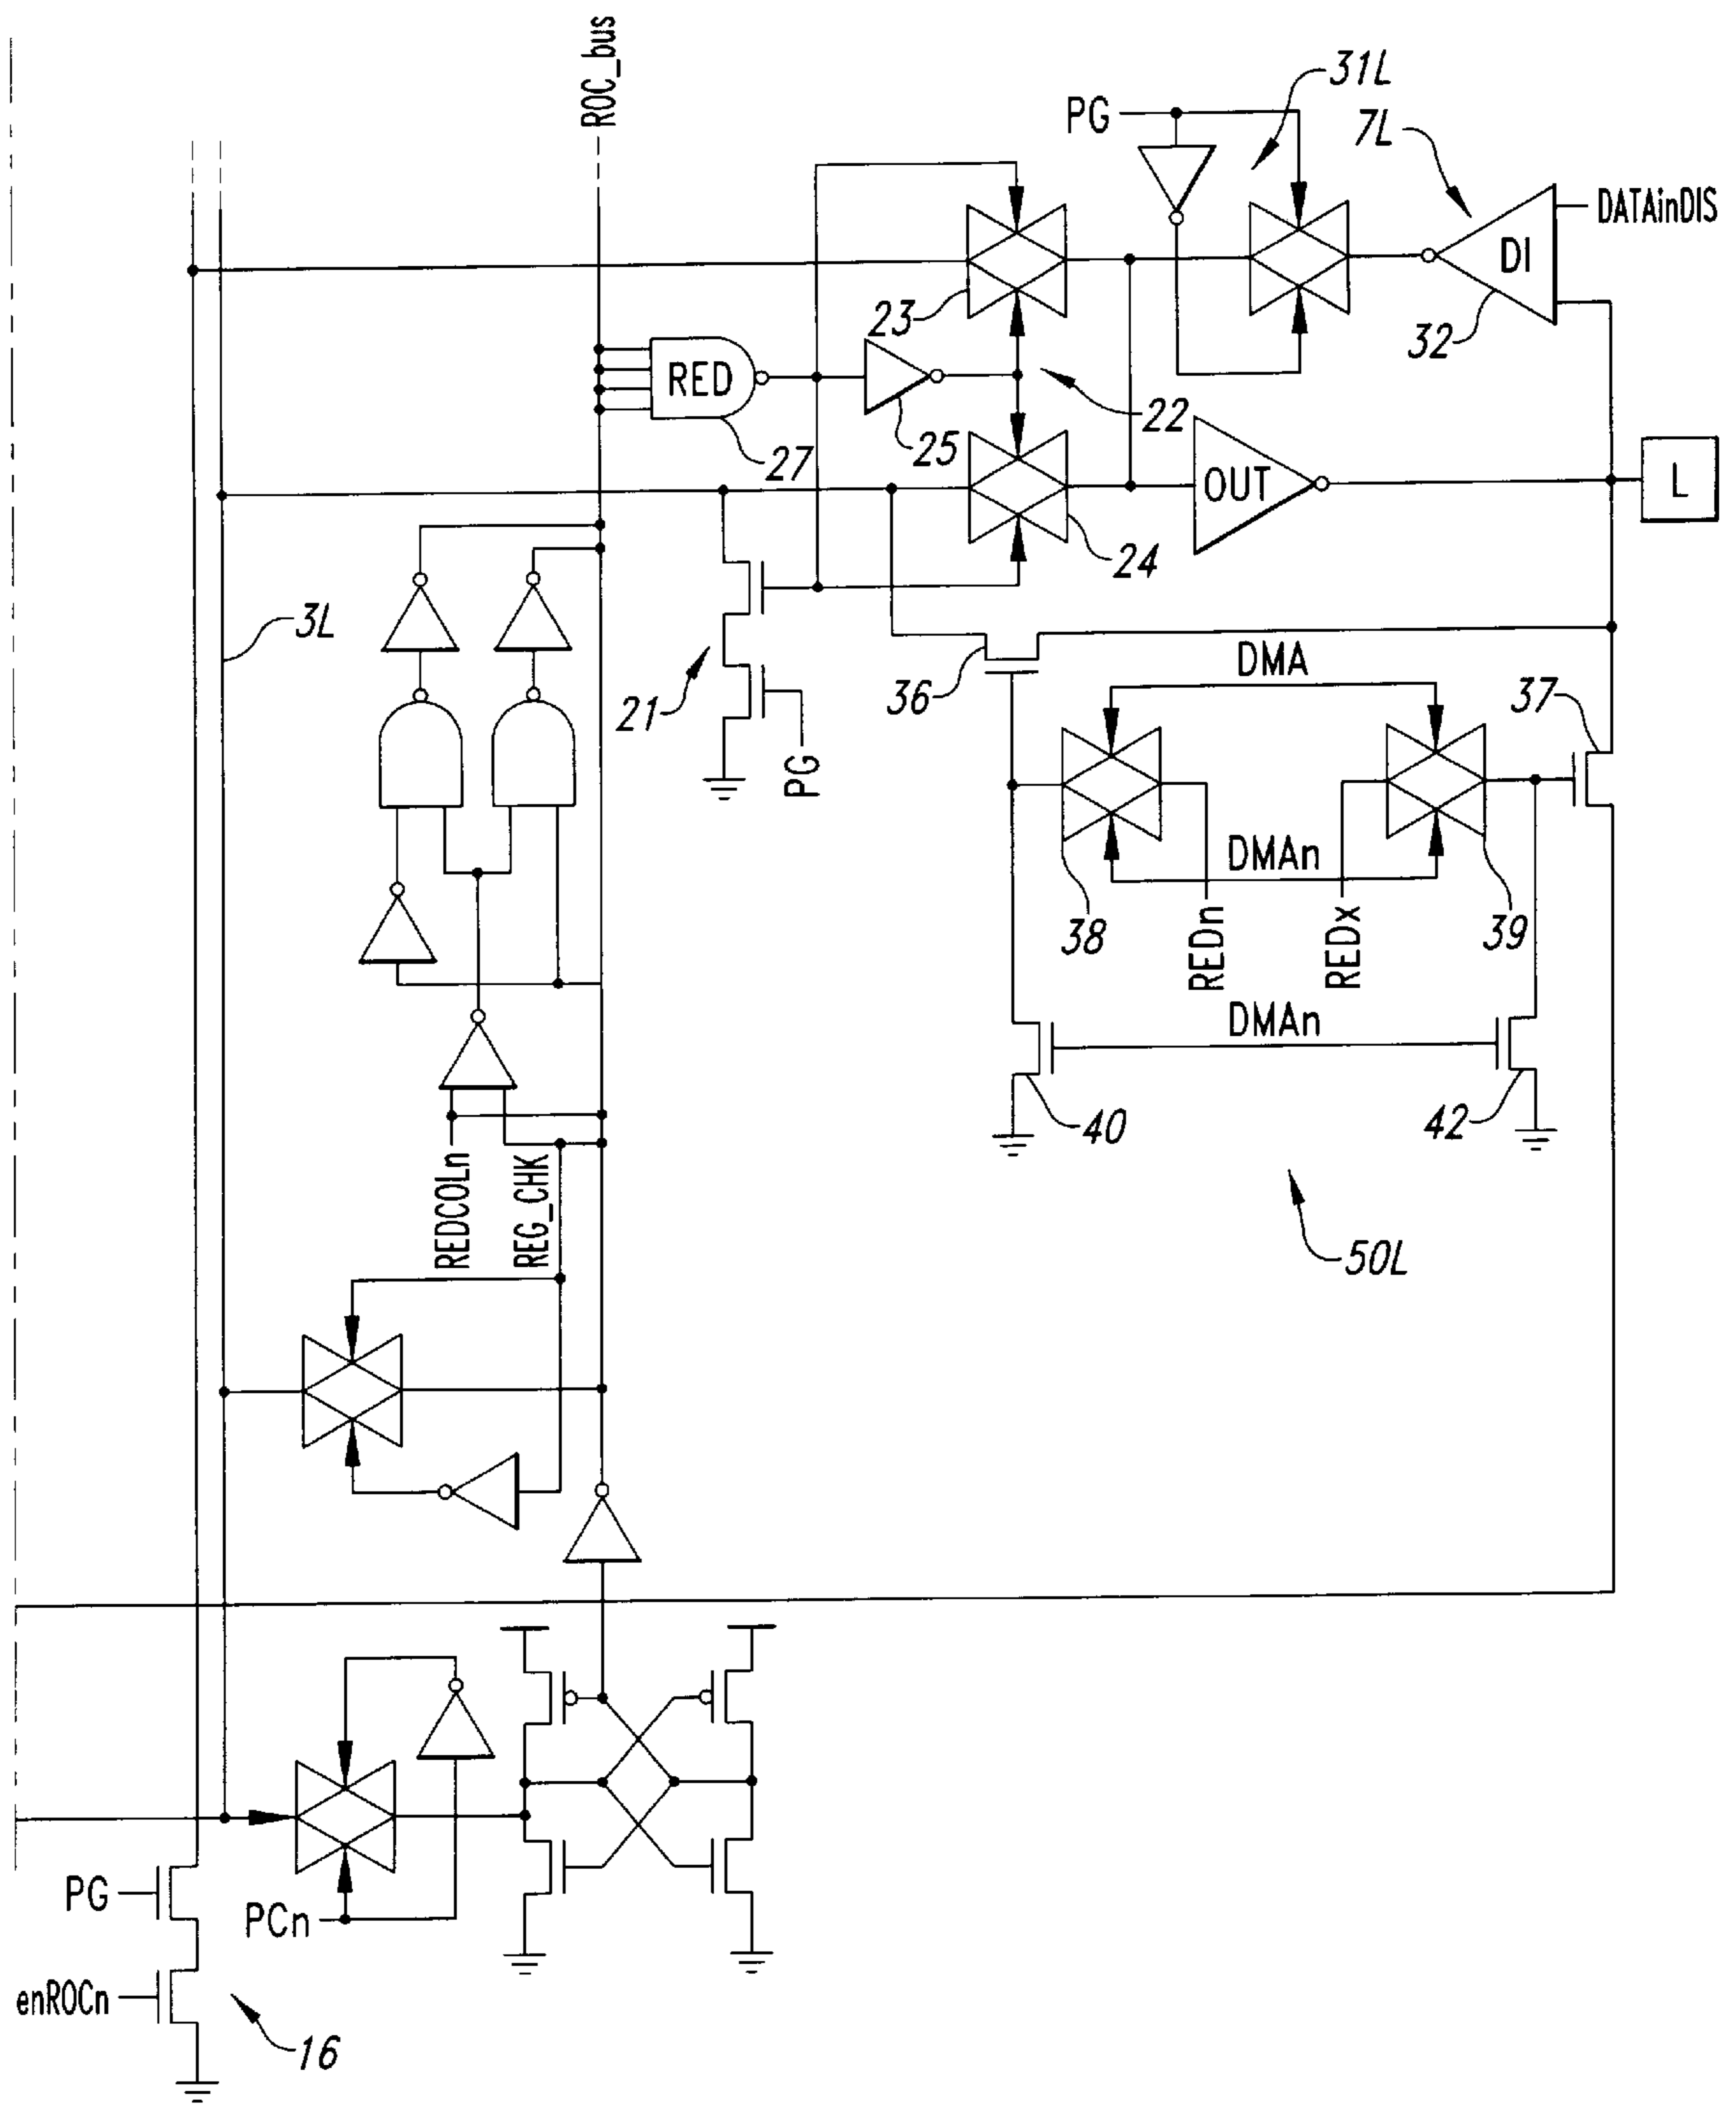 ROC_bus
31L
PG
7L
DATAinDIS
DI
23
32
RED
22
25
27
OUT
L
24
3L
DMA
36
37
21
PG
DMAn
38
REDn
REDx
39
DMAn
40
42
REDCOLn
REG_CHK
50L
PG
PCn
enROCn
16